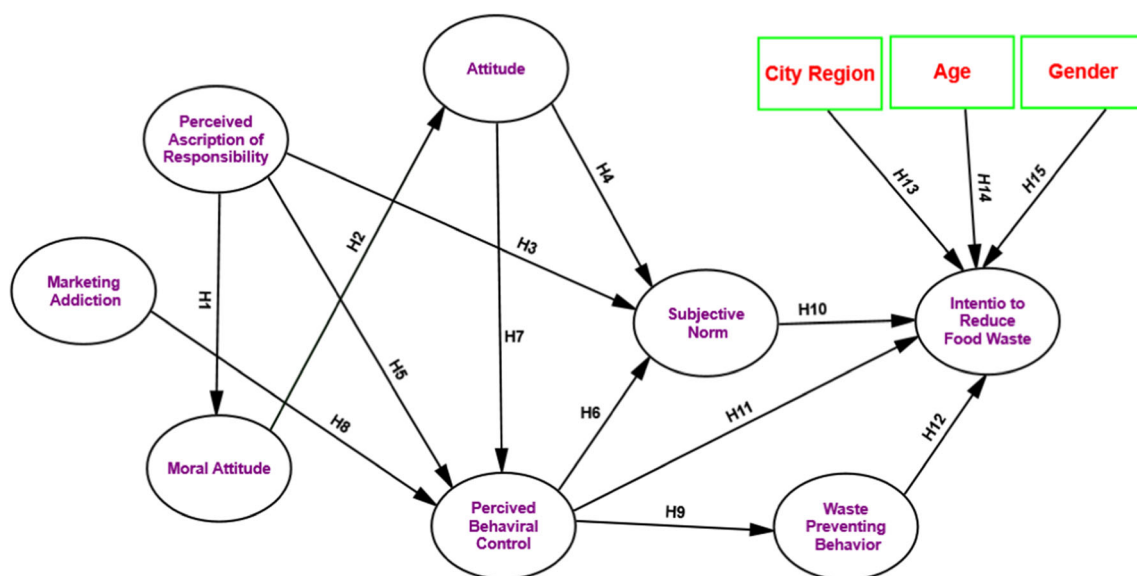 Attitude
City Region
Age
Gender
Perceived
Ascription of
Responsibility
H13
H14
H15
H4
H2
H3
Marketing
Addiction
H1
Subjective
Norm
H10
Intentio to
Reduce
Food Waste
H7
H5
H8
H6
H11
H12
Moral Attitude
Percived
Behaviral
Control
H9
Waste
Preventing
Behavior